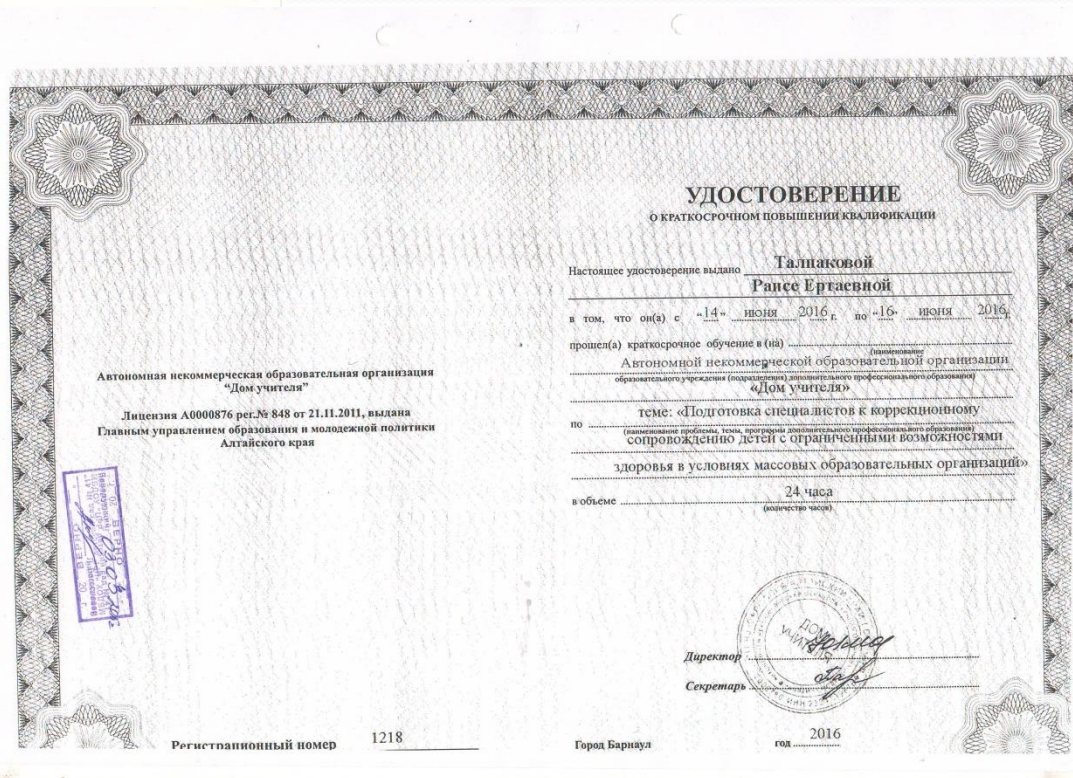 Автономная некоммерческая образовательная организация
“Дом учителя”
Лицензия А0000876 рег.№ 848 от 21.11.2011, выдана
Главным управлением образования и молодежной политики
Алтайского края
ВЕРНО
Регистрационный номер 1218
УДОСТОВЕРЕНИЕ
О КРАТКОСРОЧНОМ ПОВЫШЕНИИ КВАЛИФИКАЦИИ
Настоящее удостоверение выдано Талпаковой
Раисе Ертаевной
в том, что он(а) с “14” июня 2016 г. по “16” июня 2016 г.
прошел(а) краткосрочное обучение в (на)
(наименование
Автономной некоммерческой образовательной организации
образовательного учреждения (подразделения) дополнительного профессионального образования)
«Дом учителя»
по теме: «Подготовка специалистов к коррекционному
(наименование проблемы, темы, программы дополнительного профессионального образования)
сопровождению детей с ограниченными возможностями
здоровья в условиях массовых образовательных организаций»
в объеме 24 часа
(количество часов)
ДОМ
УЧИТЕЛЯ
Директор
Секретарь
Город Барнаул год 2016